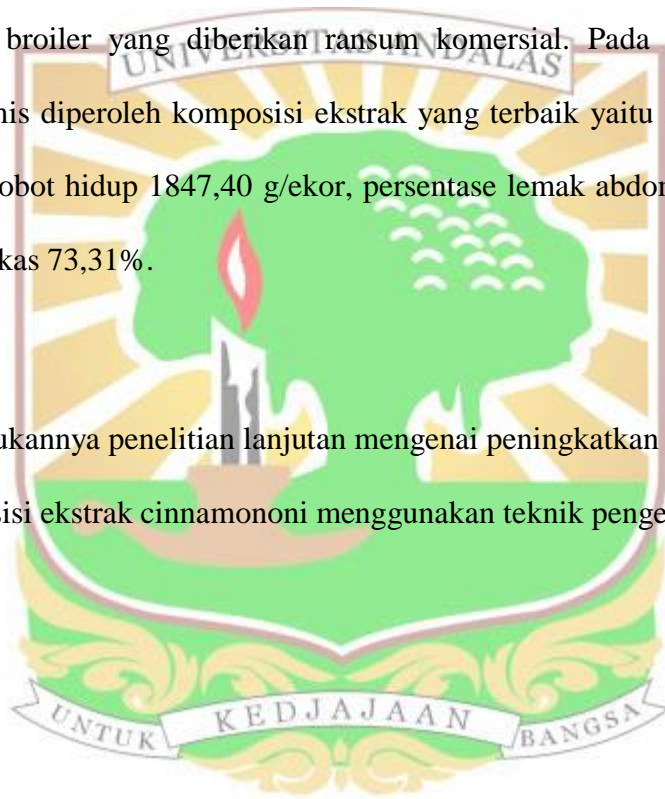 broiler yang diberikan ransum komersial. Pada
UNIVERSITAS ANDALAS
nis diperoleh komposisi ekstrak yang terbaik yaitu
obot hidup 1847,40 g/ekor, persentase lemak abdon
kas 73,31%.
ukannya penelitian lanjutan mengenai peningkatkan
sisi ekstrak cinnamononi menggunakan teknik penge
UNTUK KEDJAJAAN BANGSA